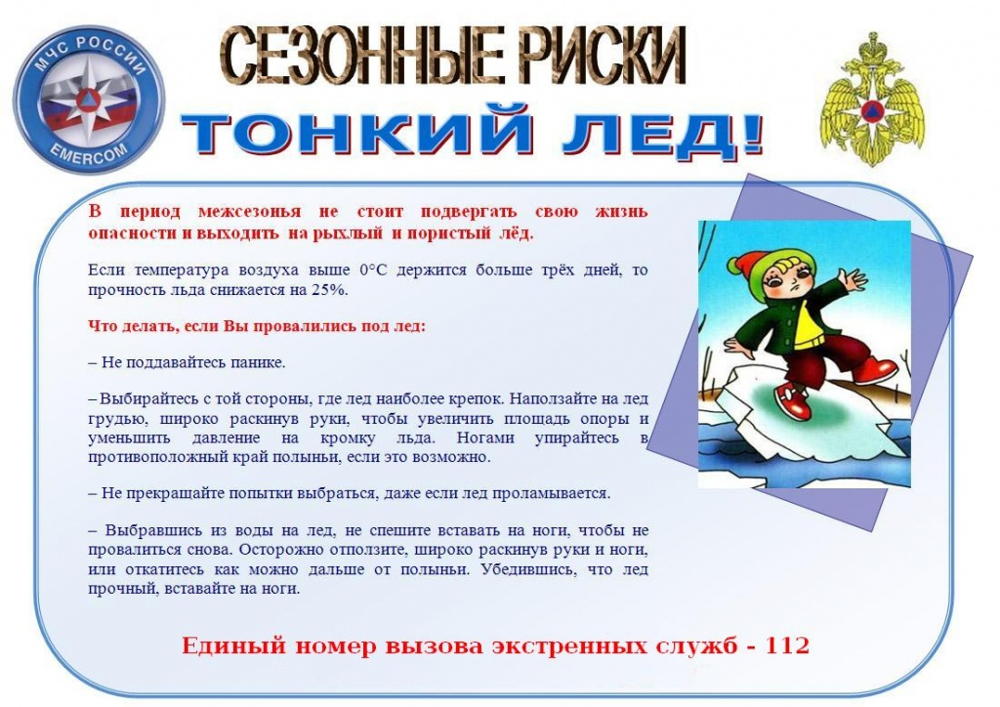 МЧС РОССИИ
EMERCOM
СЕЗОННЫЕ РИСКИ
ТОНКИЙ ЛЕД!
В период межсезонья не стоит подвергать свою жизнь
опасности и выходить на рыхлый и пористый лёд.
Если температура воздуха выше 0°С держится больше трёх дней, то
прочность льда снижается на 25%.
Что делать, если Вы провалились под лед:
– Не поддавайтесь панике.
– Выбирайтесь с той стороны, где лед наиболее крепок. Наползайте на лед
грудью, широко раскинув руки, чтобы увеличить площадь опоры и
уменьшить давление на кромку льда. Ногами упирайтесь в
противоположный край полыньи, если это возможно.
– Не прекращайте попытки выбраться, даже если лед проламывается.
– Выбравшись из воды на лед, не спешите вставать на ноги, чтобы не
провалиться снова. Осторожно отползите, широко раскинув руки и ноги,
или откатитесь как можно дальше от полыньи. Убедившись, что лед
прочный, вставайте на ноги.
Единый номер вызова экстренных служб - 112